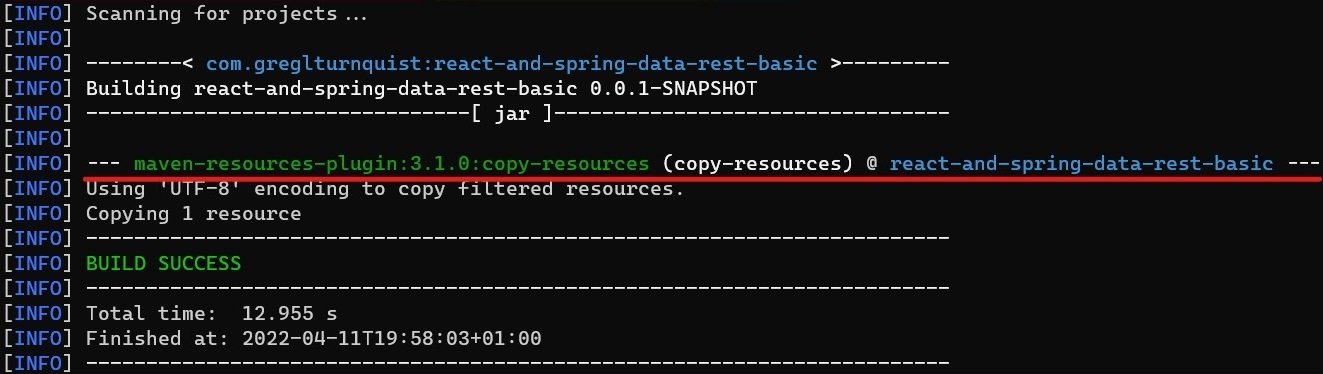 [INFO] Scanning for projects...
[INFO]
[INFO] --------< com.greglturnquist:react-and-spring-data-rest-basic >---------
[INFO] Building react-and-spring-data-rest-basic 0.0.1-SNAPSHOT
[INFO] --------------------------------[ jar ]---------------------------------
[INFO]
[INFO] --- maven-resources-plugin:3.1.0:copy-resources (copy-resources) @ react-and-spring-data-rest-basic ---
[INFO] Using 'UTF-8' encoding to copy filtered resources.
[INFO] Copying 1 resource
[INFO] ------------------------------------------------------------------------
[INFO] BUILD SUCCESS
[INFO] ------------------------------------------------------------------------
[INFO] Total time:  12.955 s
[INFO] Finished at: 2022-04-11T19:58:03+01:00
[INFO] ------------------------------------------------------------------------